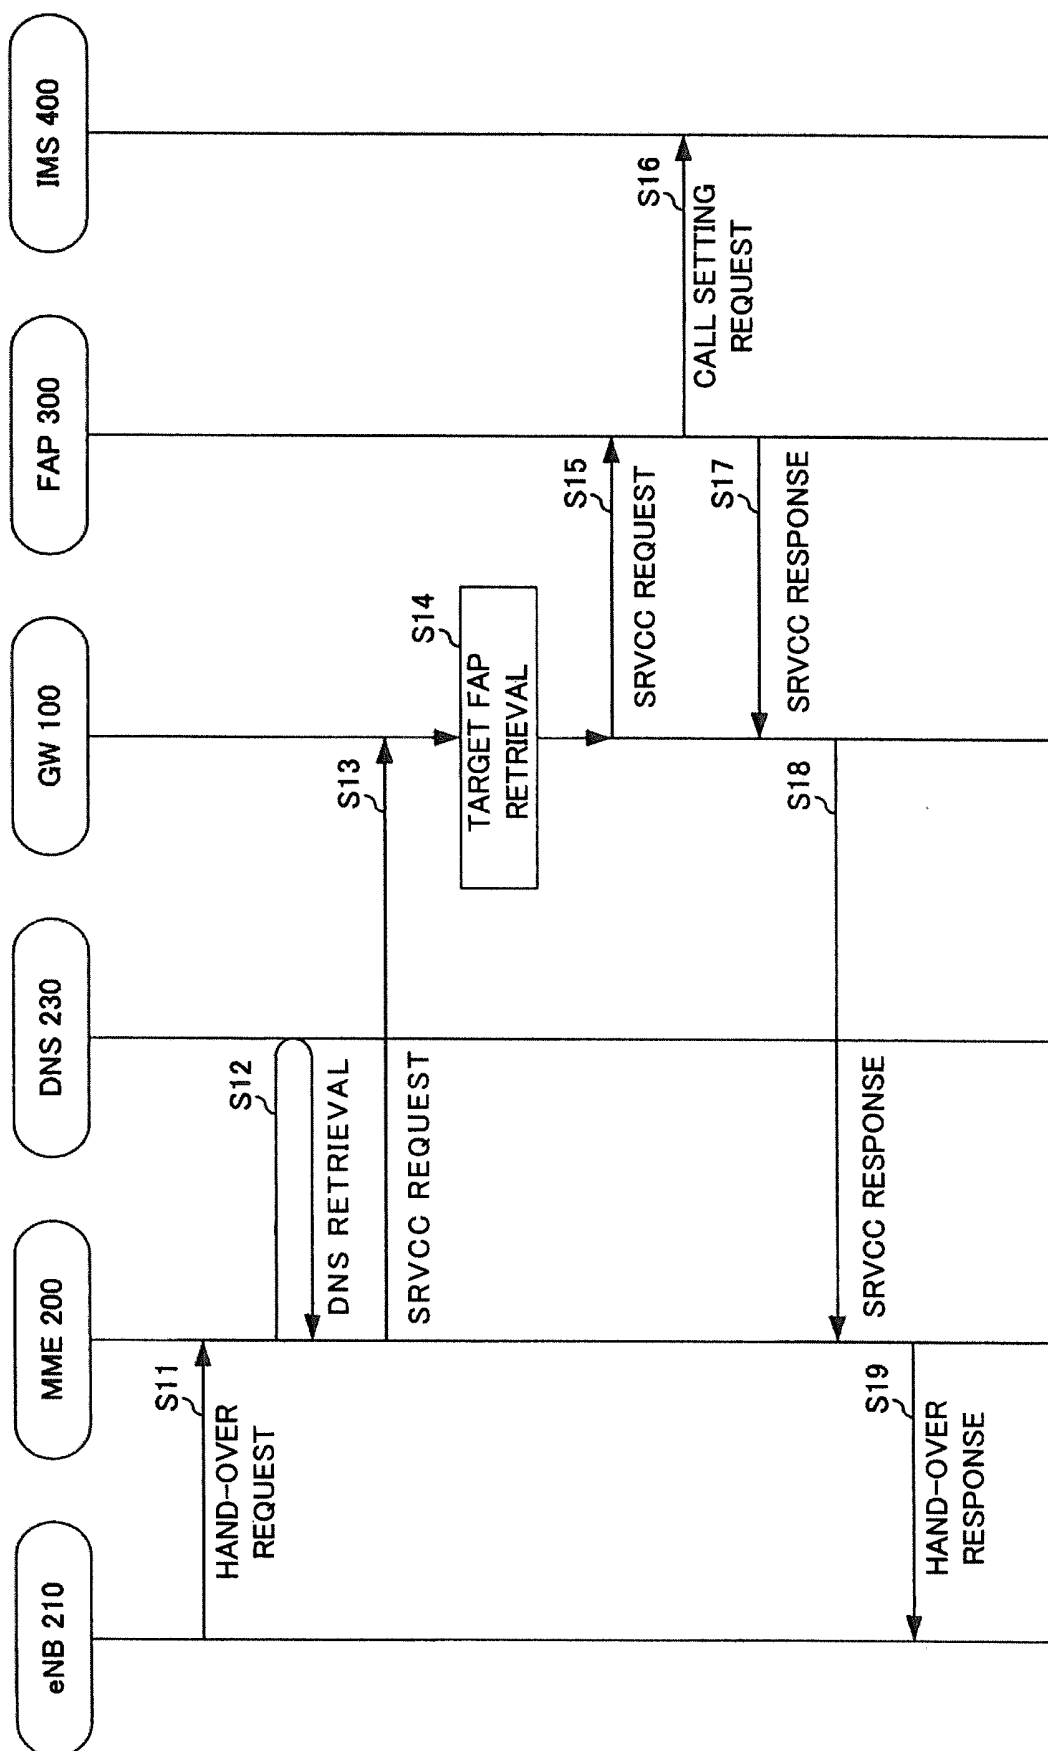 eNB 210
MME 200
DNS 230
GW 100
FAP 300
IMS 400
S11
HAND-OVER
REQUEST
S12
DNS RETRIEVAL
S13
SRVCC REQUEST
S14
TARGET FAP
RETRIEVAL
S15
SRVCC REQUEST
S16
CALL SETTING
REQUEST
S17
SRVCC RESPONSE
S18
SRVCC RESPONSE
S19
HAND-OVER
RESPONSE